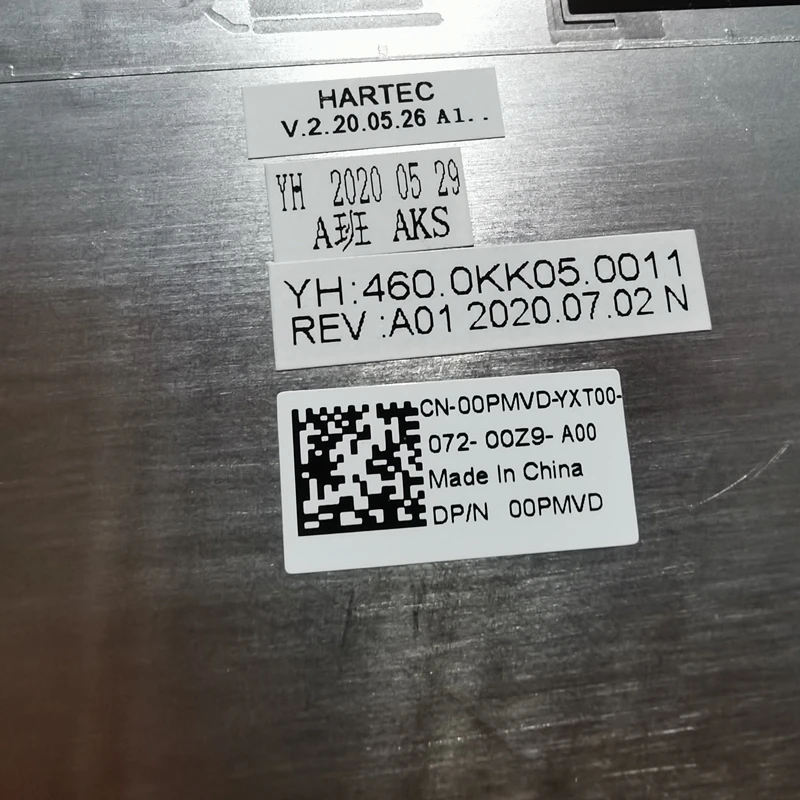 HARTEC
V.2.20.05.26 A1..
YH 2020 05 29
A班 AKS
YH:460.0KK05.0011
REV :A01 2020.07.02 N
CN-00PMVD-YXT00-
072- 00Z9- A00
Made In China
DP/N 00PMVD